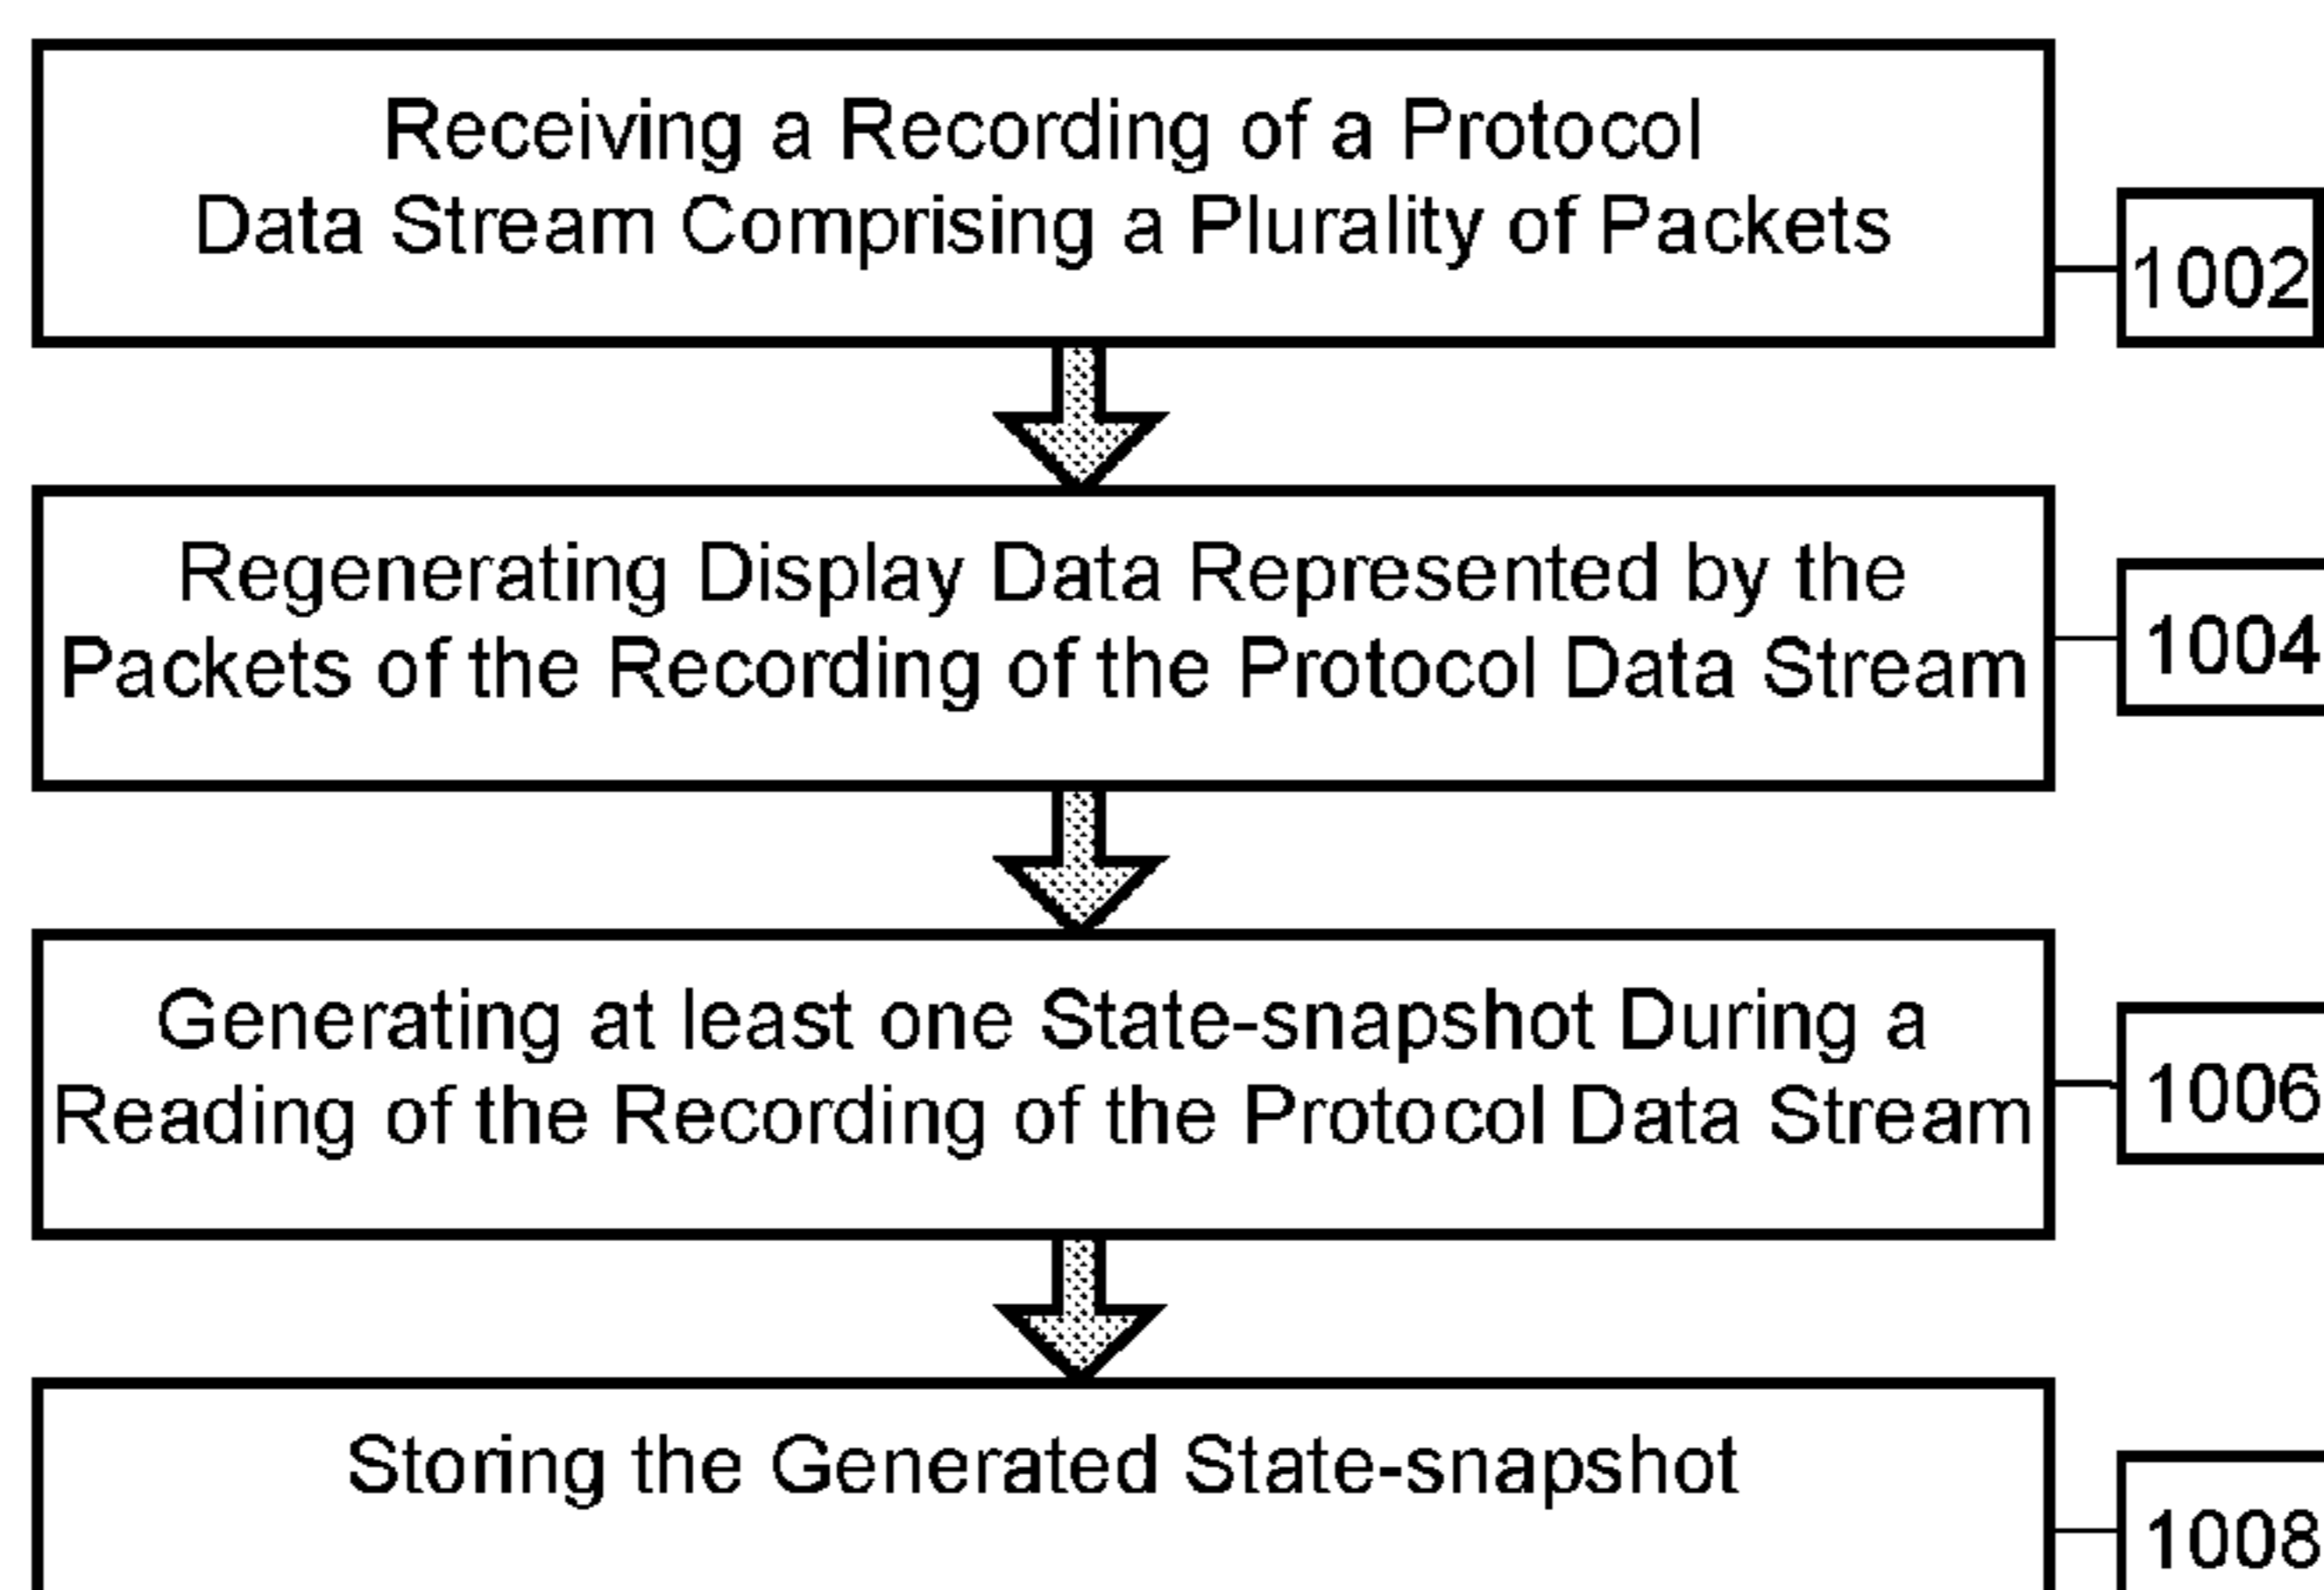 Receiving a Recording of a Protocol
Data Stream Comprising a Plurality of Packets
1002
Regenerating Display Data Represented by the
Packets of the Recording of the Protocol Data Stream
1004
Generating at least one State-snapshot During a
Reading of the Recording of the Protocol Data Stream
1006
Storing the Generated State-snapshot
1008